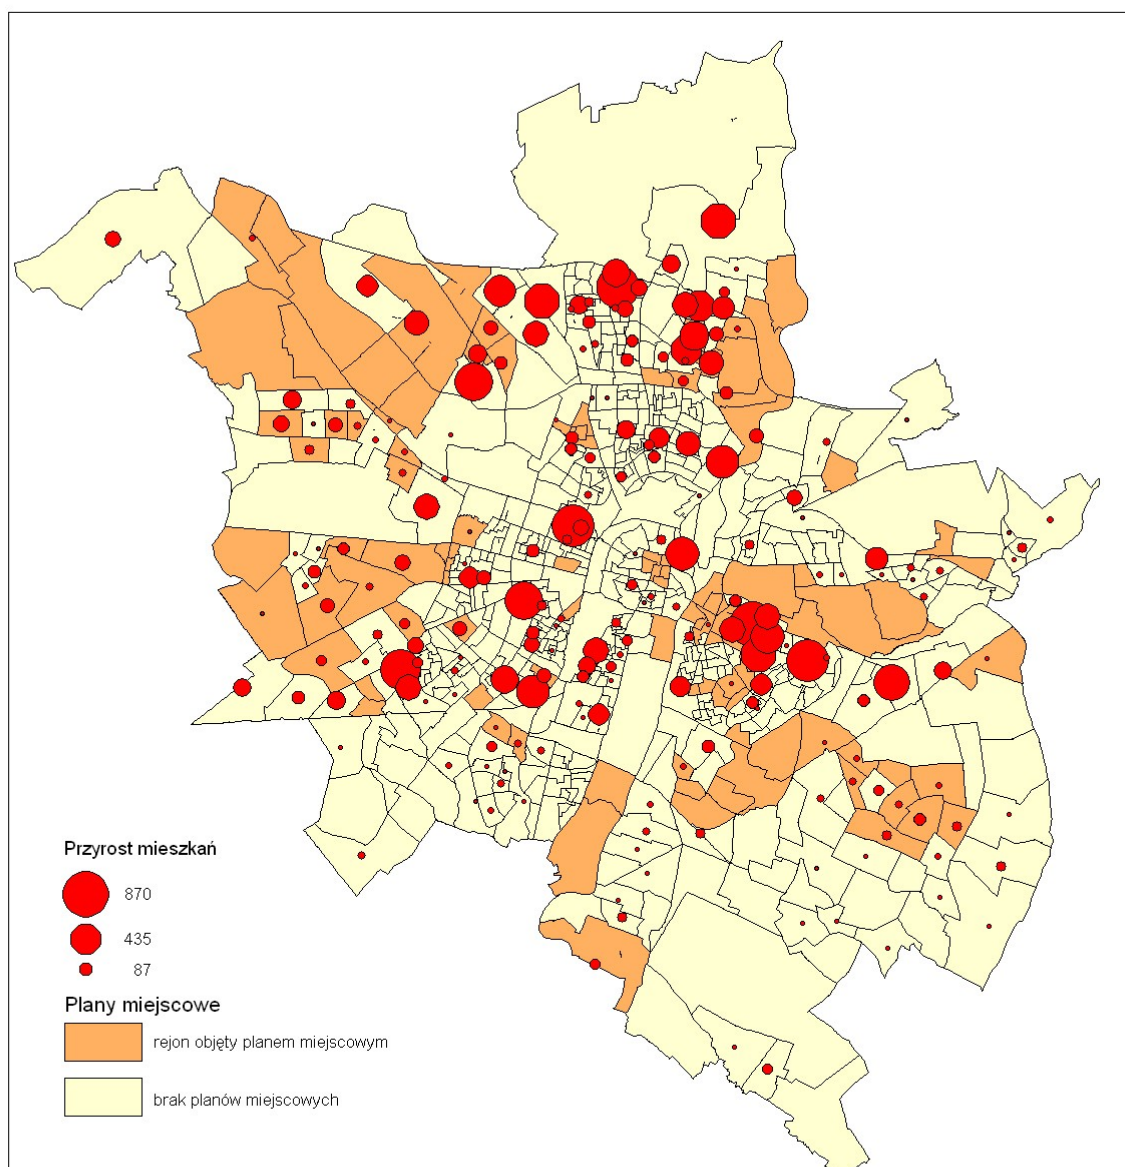 Przyrost mieszkań
870
435
87
Plany miejscowe
rejon objęty planem miejscowym
brak planów miejscowych